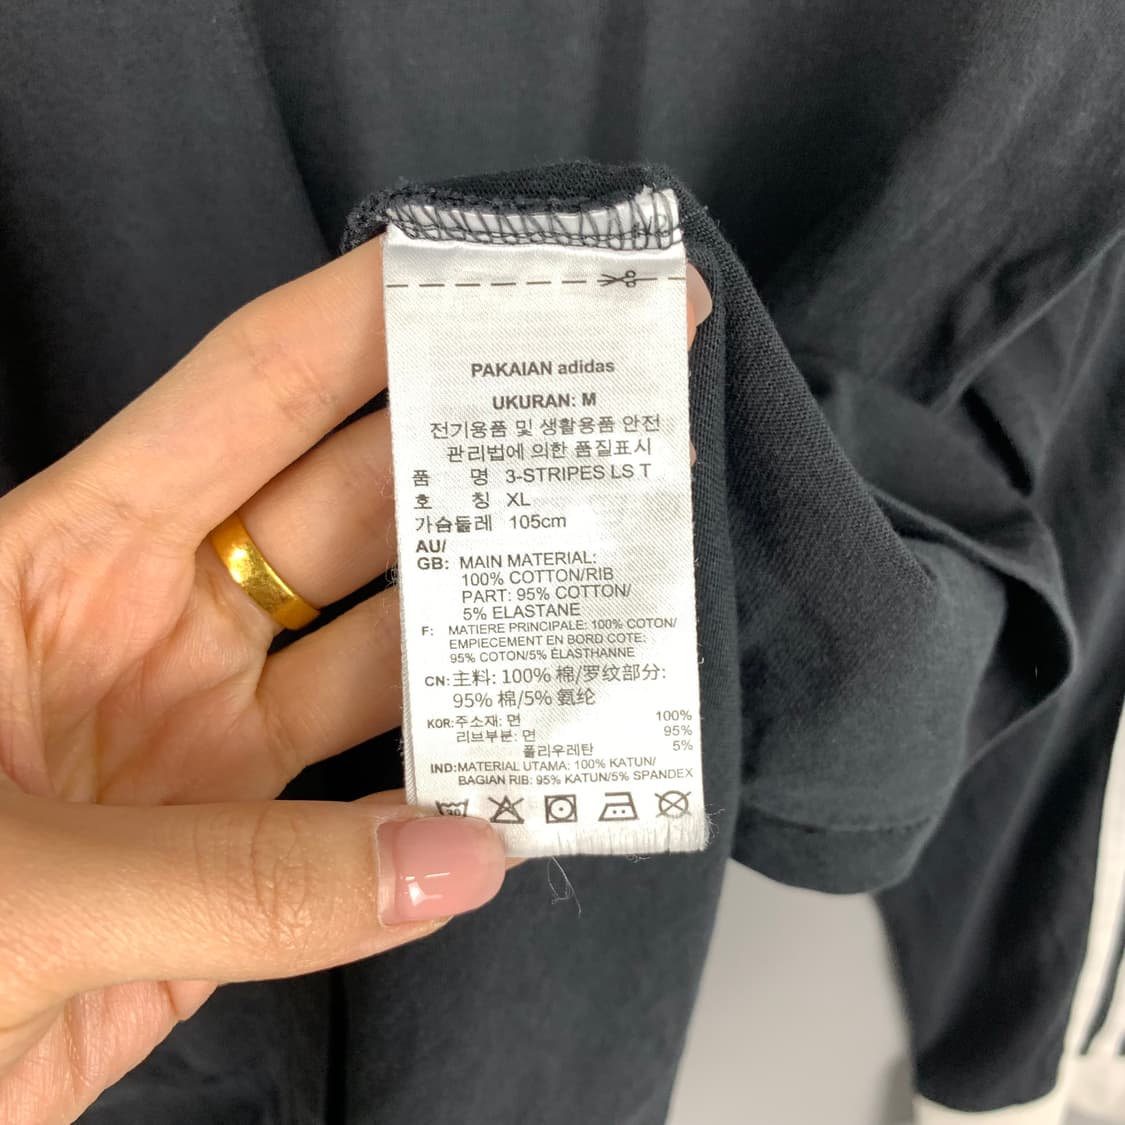 PAKAIAN adidas
UKURAN: M
전기용품 및 생활용품 안전
관리법에 의한 품질표시
품 명 3-STRIPES LS T
호 칭 XL
가슴둘레 105cm
AU/
GB: MAIN MATERIAL:
100% COTTON/RIB
PART: 95% COTTON/
5% ELASTANE
F: MATIERE PRINCIPALE: 100% COTON/
EMPIECEMENT EN BORD COTE:
95% COTON/5% ÉLASTHANNE
CN: 主料: 100% 棉/罗纹部分:
95% 棉/5% 氨纶
KOR: 주소재: 면 100%
리브부분: 면 95%
폴리우레탄 5%
IND: MATERIAL UTAMA: 100% KATUN/
BAGIAN RIB: 95% KATUN/5% SPANDEX
30